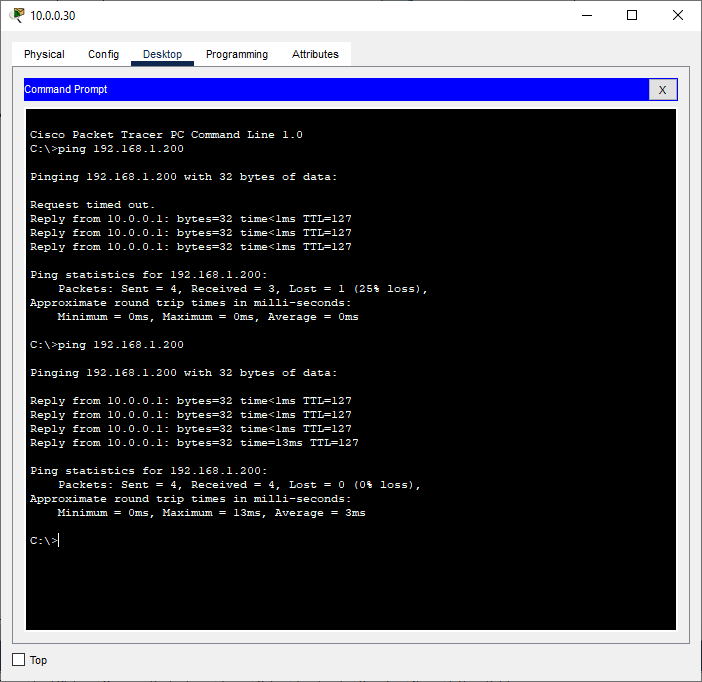 10.0.0.30
Physical Config Desktop Programming Attributes
Command Prompt X
Cisco Packet Tracer PC Command Line 1.0
C:\>ping 192.168.1.200
Pinging 192.168.1.200 with 32 bytes of data:
Request timed out.
Reply from 10.0.0.1: bytes=32 time<1ms TTL=127
Reply from 10.0.0.1: bytes=32 time<1ms TTL=127
Reply from 10.0.0.1: bytes=32 time<1ms TTL=127
Ping statistics for 192.168.1.200:
Packets: Sent = 4, Received = 3, Lost = 1 (25% loss),
Approximate round trip times in milli-seconds:
Minimum = 0ms, Maximum = 0ms, Average = 0ms
C:\>ping 192.168.1.200
Pinging 192.168.1.200 with 32 bytes of data:
Reply from 10.0.0.1: bytes=32 time<1ms TTL=127
Reply from 10.0.0.1: bytes=32 time<1ms TTL=127
Reply from 10.0.0.1: bytes=32 time<1ms TTL=127
Reply from 10.0.0.1: bytes=32 time=13ms TTL=127
Ping statistics for 192.168.1.200:
Packets: Sent = 4, Received = 4, Lost = 0 (0% loss),
Approximate round trip times in milli-seconds:
Minimum = 0ms, Maximum = 13ms, Average = 3ms
C:\>
Top